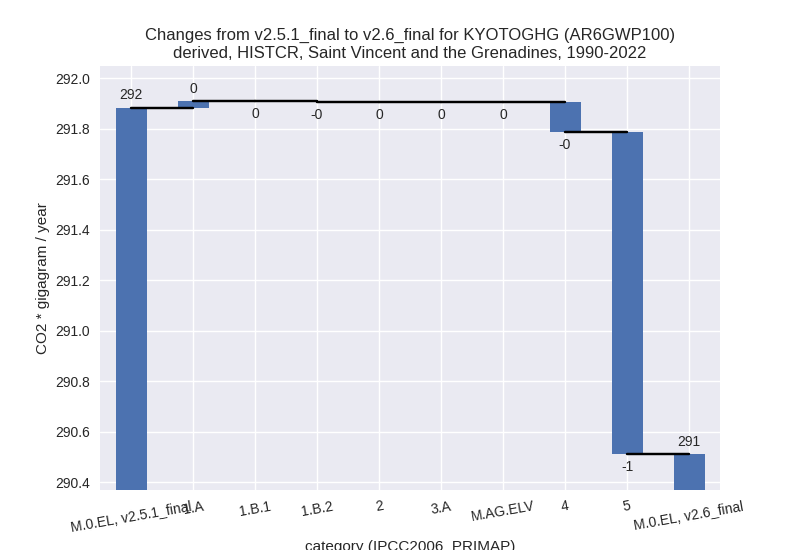 Changes from v2.5.1_final to v2.6_final for KYOTOGHG (AR6GWP100)
derived, HISTCR, Saint Vincent and the Grenadines, 1990-2022
CO2 * gigagram / year
292.0
291.8
291.6
291.4
291.2
291.0
290.8
290.6
290.4
292
0
0
-0
0
0
0
-0
-1
291
M.0.EL, v2.5.1_final
1.A
1.B.1
1.B.2
2
3.A
M.AG.ELV
4
5
M.0.EL, v2.6_final
category (IPCC2006_PRIMAP)